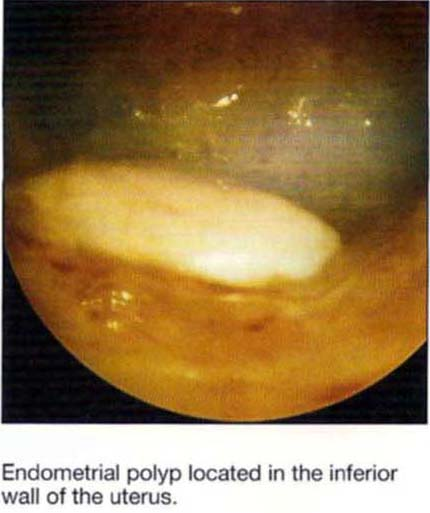 Endometrial polyp located in the inferior
wall of the uterus.